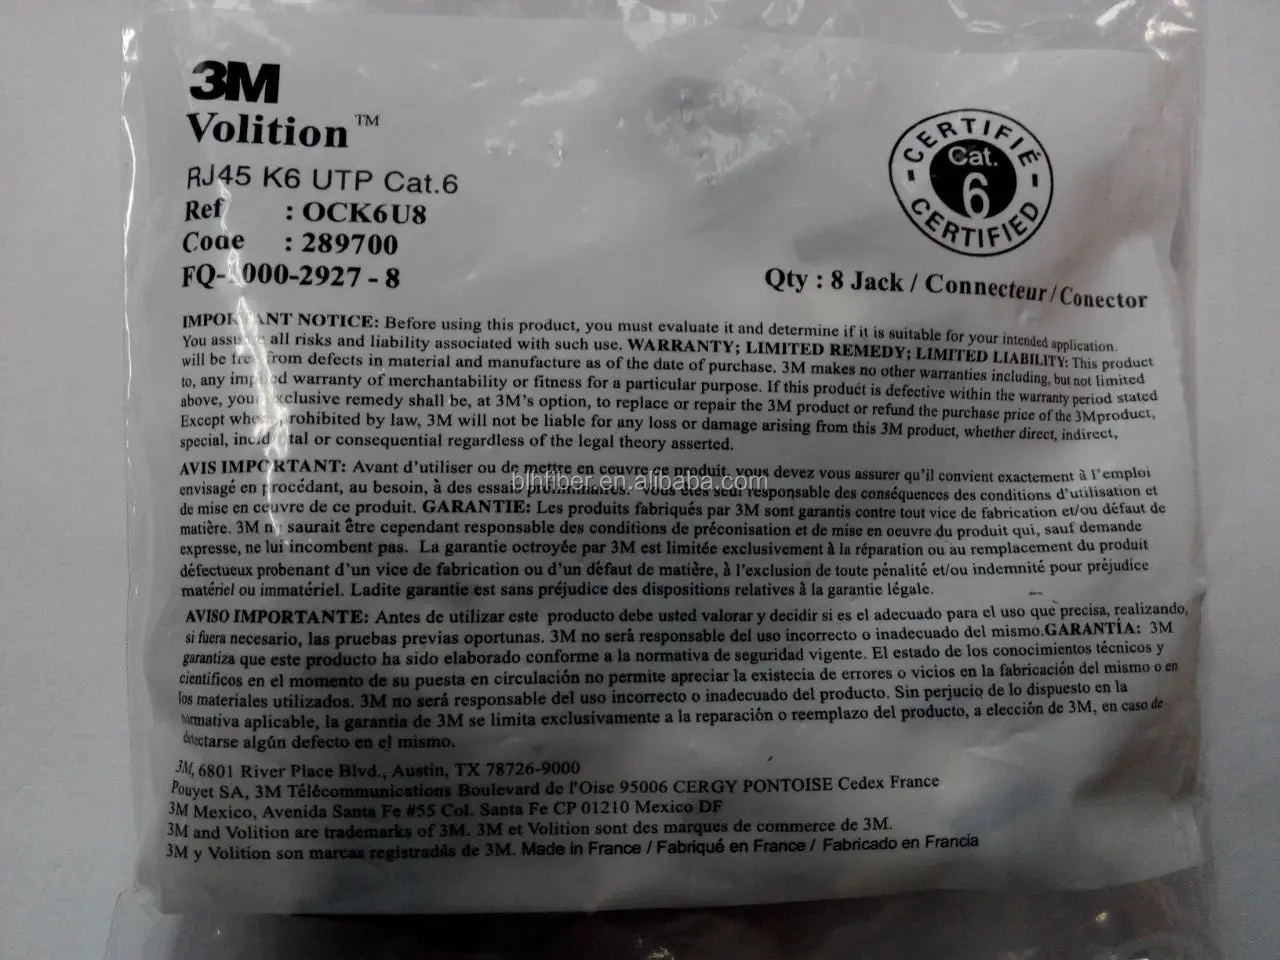 3M
Volition™
RJ45 K6 UTP Cat.6
Ref : OCK6U8
Code : 289700
FQ- 000-2927 - 8
- CERTIFIÉ -
Cat.
6
CERTIFIED
Qty : 8 Jack / Connecteur / Conector
IMPORTANT NOTICE: Before using this product, you must evaluate it and determine if it is suitable for your intended application.
You assume all risks and liability associated with such use. WARRANTY; LIMITED REMEDY; LIMITED LIABILITY: This product
will be free from defects in material and manufacture as of the date of purchase. 3M makes no other warranties including, but not limited
to, any implied warranty of merchantability or fitness for a particular purpose. If this product is defective within the warranty period stated
above, your exclusive remedy shall be, at 3M's option, to replace or repair the 3M product or refund the purchase price of the 3Mproduct,
Except where prohibited by law, 3M will not be liable for any loss or damage arising from this 3M product, whether direct, indirect,
special, incidental or consequential regardless of the legal theory asserted.
AVIS IMPORTANT: Avant d'utiliser ou de mettre en ceuvre ce produit. vous devez vous assurer qu'il convient exactement à l'emploi
envisagé en procédant, au besoin, à des essais préliminaires. Vous êtes seul responsable des conséquences des conditions d'utilisation et
de mise en ceuvre de ce produit. GARANTIE: Les produits fabriqués par 3M sont garantis contre tout vice de fabrication et/ou défaut de
matière. 3M ne saurait être cependant responsable des conditions de préconisation et de mise en oeuvre du produit qui, sauf demande
expresse, ne lui incombent pas. La garantie octroyée par 3M est limitée exclusivement à la réparation ou au remplacement du produit
défectueux probenant d'un vice de fabrication ou d'un défaut de matière, à l'exclusion de toute pénalité et/ou indemnité pour préjudice
matériel ou immatériel. Ladite garantie est sans préjudice des dispositions relatives à la garantie légale.
AVISO IMPORTANTE: Antes de utilizar este producto debe usted valorar y decidir si es el adecuado para el uso que precisa, realizando,
si fuera necesario, las pruebas previas oportunas. 3M no será responsable del uso incorrecto o inadecuado del mismo.GARANTÍA: 3M
garantiza que este producto ha sido elaborado conforme a la normativa de seguridad vigente. El estado de los conocimientos técnicos y
cientificos en el momento de su puesta en circulación no permite apreciar la existecia de errores o vicios en la fabricación del mismo o en
los materiales utilizados. 3M no será responsable del uso incorrecto o inadecuado del producto. Sin perjucio de lo dispuesto en la
normativa aplicable, la garantia de 3M se limita exclusivamente a la reparación o reemplazo del producto, a elección de 3M, en caso de
detectarse algún defecto en el mismo.
3M, 6801 River Place Blvd., Austin, TX 78726-9000
Pouyet SA, 3M Télécommunications Boulevard de l'Oise 95006 CERGY PONTOISE Cedex France
3M Mexico, Avenida Santa Fe #55 Col. Santa Fe CP 01210 Mexico DF
3M and Volition are trademarks of 3M. 3M et Volition sont des marques de commerce de 3M.
3M y Volition son marcas registradas de 3M. Made in France / Fabriqué en France / Fabricado en Francia
blhfiber.en.alibaba.com